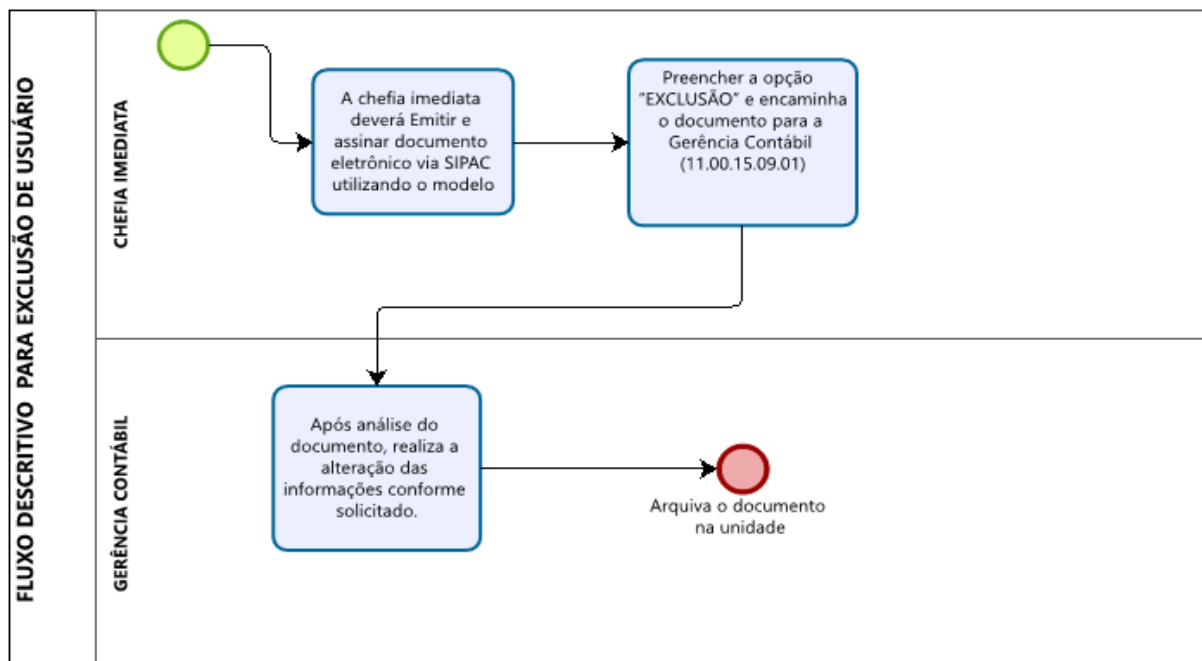 FLUXO DESCRITIVO PARA EXCLUSÃO DE USUÁRIO
CHEFIA IMEDIATA
A chefia imediata
deverá Emitir e
assinar documento
eletrônico via SIPAC
utilizando o modelo
Preencher a opção
“EXCLUSÃO” e encaminha
o documento para a
Gerência Contábil
(11.00.15.09.01)
GERÊNCIA CONTÁBIL
Após análise do
documento, realiza a
alteração das
informações conforme
solicitado.
Arquiva o documento
na unidade